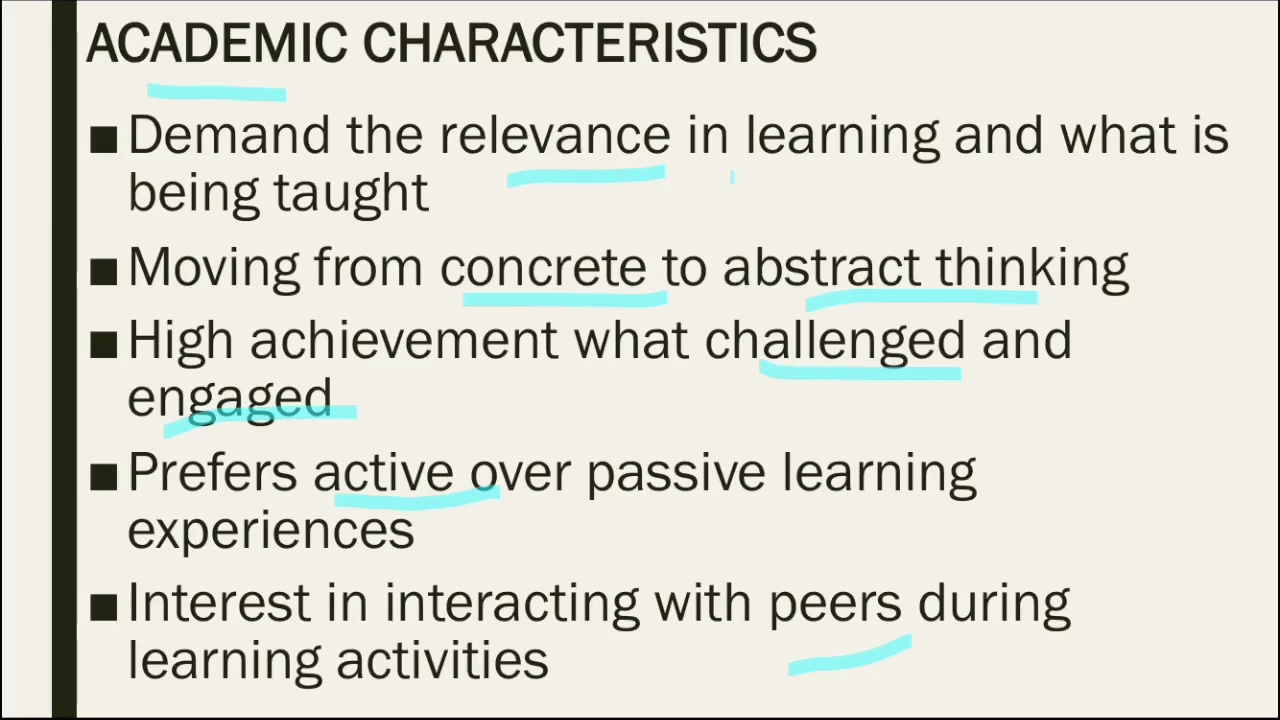 ACADEMIC CHARACTERISTICS
■ Demand the relevance in learning and what is
being taught
■ Moving from concrete to abstract thinking
■ High achievement what challenged and
engaged
■ Prefers active over passive learning
experiences
■ Interest in interacting with peers during
learning activities